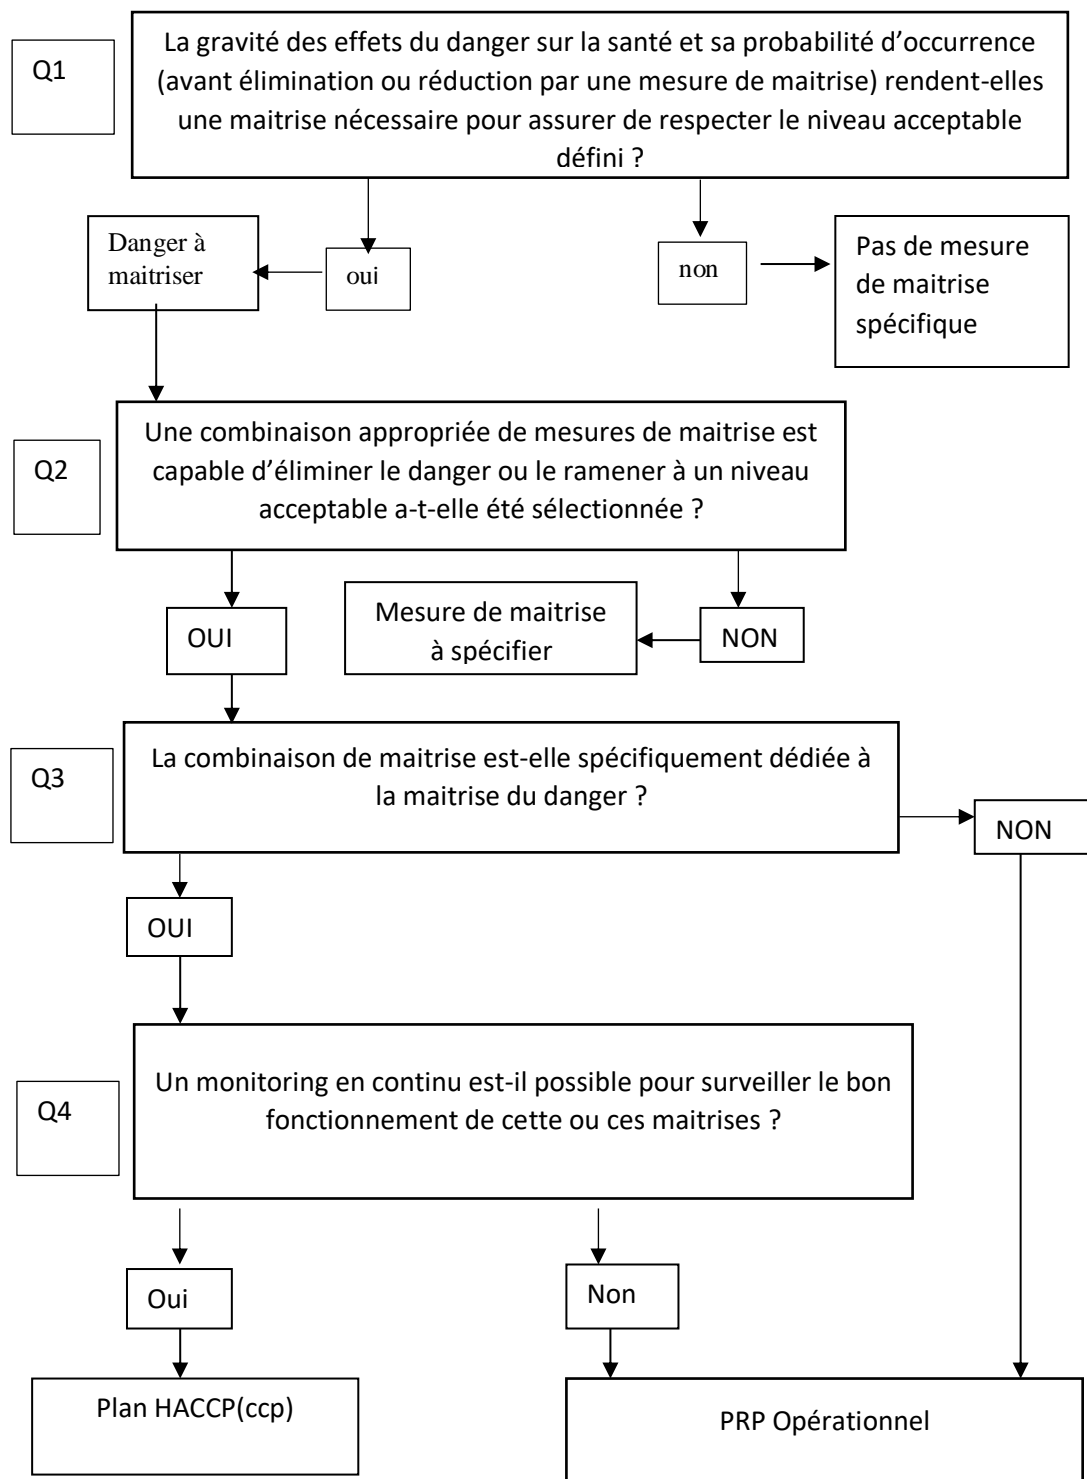 Q1
La gravité des effets du danger sur la santé et sa probabilité d'occurrence
(avant élimination ou réduction par une mesure de maitrise) rendent-elles
une maitrise nécessaire pour assurer de respecter le niveau acceptable
défini ?
Danger à
maitriser
oui
non
Pas de mesure
de maitrise
spécifique
Q2
Une combinaison appropriée de mesures de maitrise est
capable d'éliminer le danger ou le ramener à un niveau
acceptable a-t-elle été sélectionnée ?
OUI
Mesure de maitrise
à spécifier
NON
Q3
La combinaison de maitrise est-elle spécifiquement dédiée à
la maitrise du danger ?
NON
OUI
Q4
Un monitoring en continu est-il possible pour surveiller le bon
fonctionnement de cette ou ces maitrises ?
Oui
Non
Plan HACCP(ccp)
PRP Opérationnel